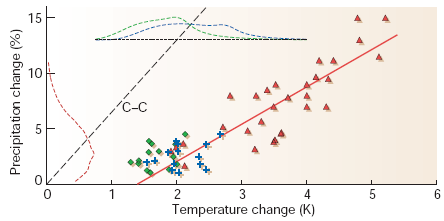 Precipitation change (%)
15
10
5
0
C–C
0 1 2 3 4 5 6
Temperature change (K)